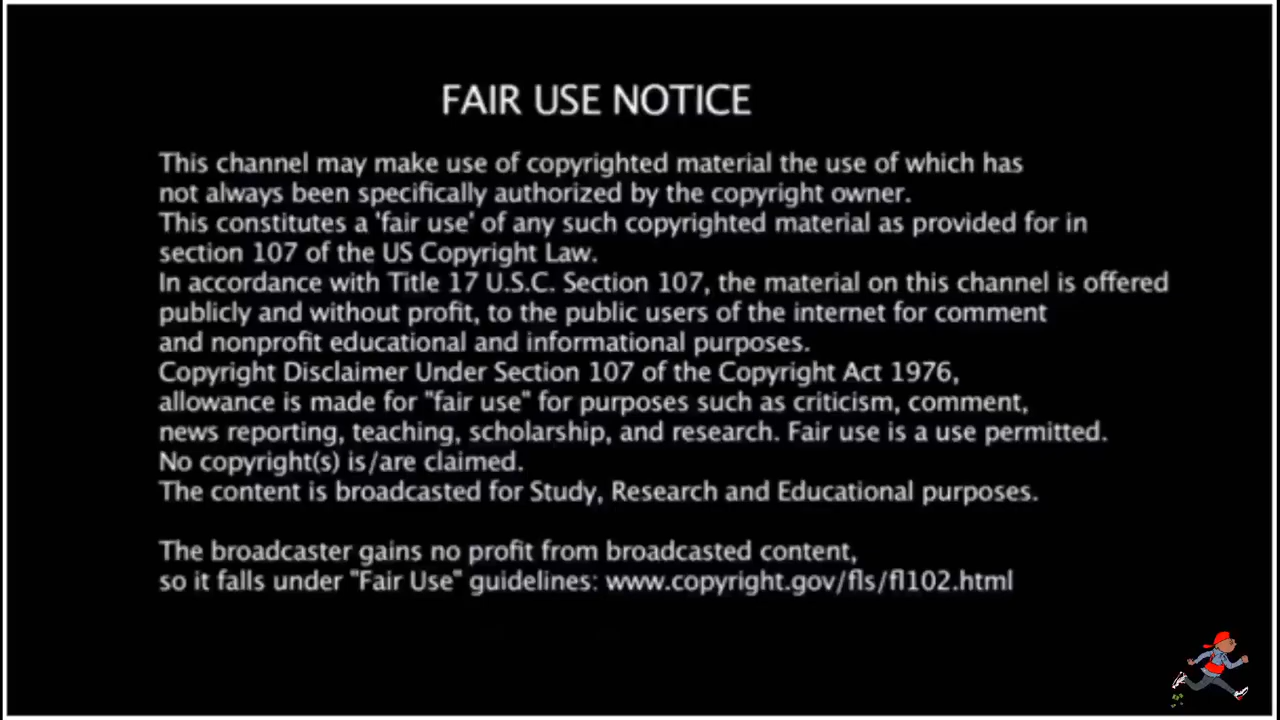 FAIR USE NOTICE
This channel may make use of copyrighted material the use of which has
not always been specifically authorized by the copyright owner.
This constitutes a 'fair use' of any such copyrighted material as provided for in
section 107 of the US Copyright Law.
In accordance with Title 17 U.S.C. Section 107, the material on this channel is offered
publicly and without profit, to the public users of the internet for comment
and nonprofit educational and informational purposes.
Copyright Disclaimer Under Section 107 of the Copyright Act 1976,
allowance is made for "fair use" for purposes such as criticism, comment,
news reporting, teaching, scholarship, and research. Fair use is a use permitted.
No copyright(s) is/are claimed.
The content is broadcasted for Study, Research and Educational purposes.
The broadcaster gains no profit from broadcasted content,
so it falls under "Fair Use" guidelines: www.copyright.gov/fls/fl102.html